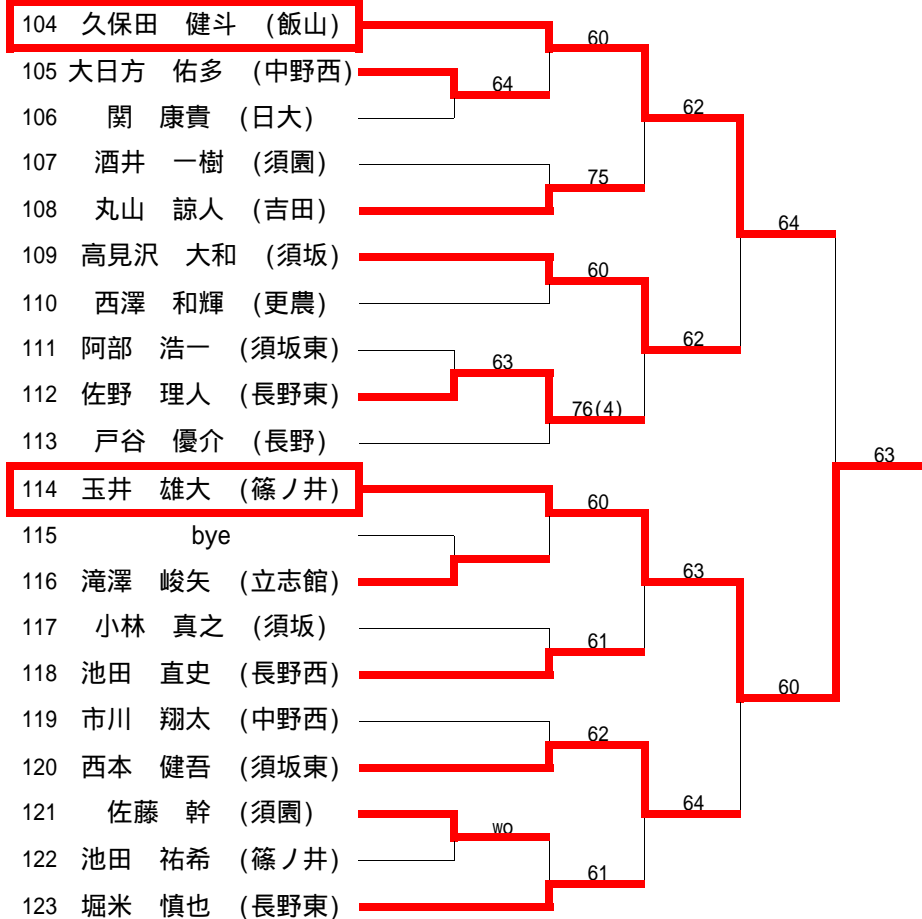 104 久保田 健斗 (飯山)
105 大日方 佑多 (中野西)
106 関 康貴 (日大)
107 酒井 一樹 (須園)
108 丸山 諒人 (吉田)
109 高見沢 大和 (須坂)
110 西澤 和輝 (更農)
111 阿部 浩一 (須坂東)
112 佐野 理人 (長野東)
113 戸谷 優介 (長野)
114 玉井 雄大 (篠ノ井)
115 bye
116 滝澤 峻矢 (立志館)
117 小林 真之 (須坂)
118 池田 直史 (長野西)
119 市川 翔太 (中野西)
120 西本 健吾 (須坂東)
121 佐藤 幹 (須園)
122 池田 祐希 (篠ノ井)
123 堀米 慎也 (長野東)
64
63
wo
60
75
60
76(4)
60
61
62
61
62
62
63
64
64
60
63